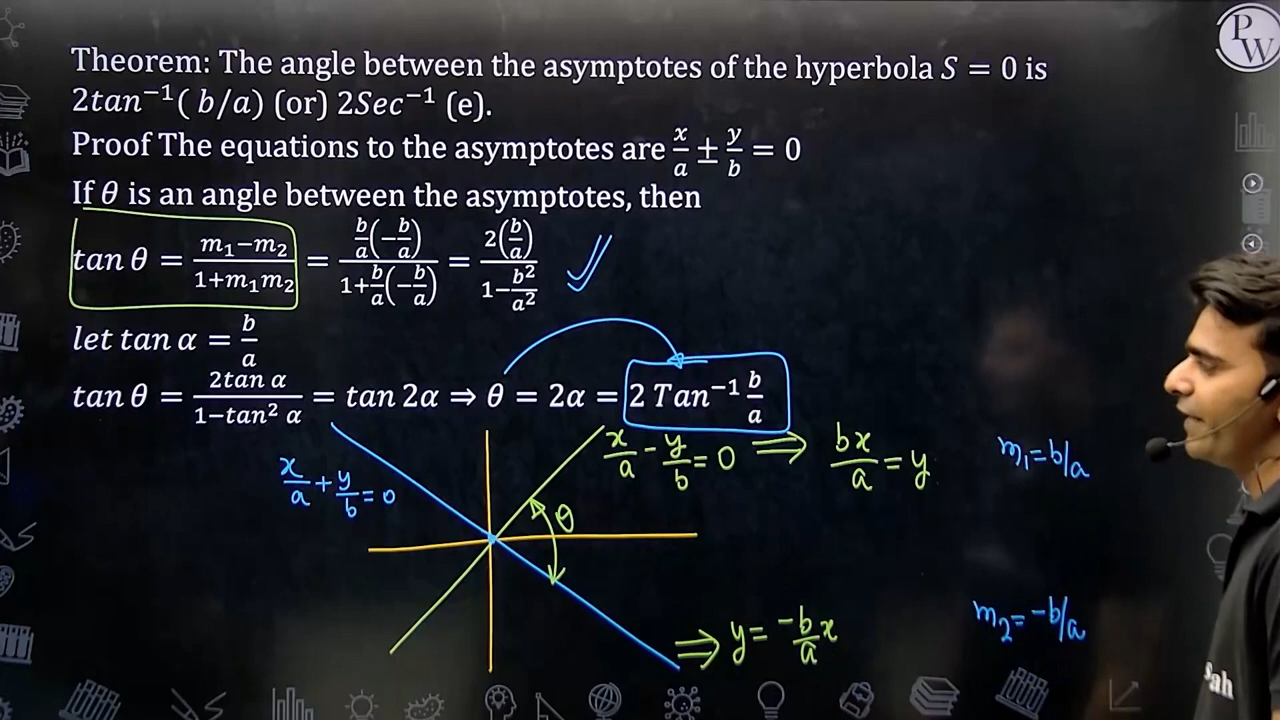 PW
Theorem: The angle between the asymptotes of the hyperbola S = 0 is
2tan⁻¹( b/a) (or) 2Sec⁻¹ (e).
Proof The equations to the asymptotes are x/a ± y/b = 0
If θ is an angle between the asymptotes, then
tan θ = (m₁−m₂)/(1+m₁m₂) = (b/a(−b/a))/(1+b/a(−b/a)) = (2(b/a))/(1−b²/a²)
let tan α = b/a
tan θ = (2tan α)/(1−tan² α) = tan 2α ⇒ θ = 2α = 2 Tan⁻¹ b/a
x/a + y/b = 0
x/a − y/b = 0 ⇒ bx/a = y
m₁ = b/a
θ
⇒ y = −b/a x
m₂ = −b/a
ah